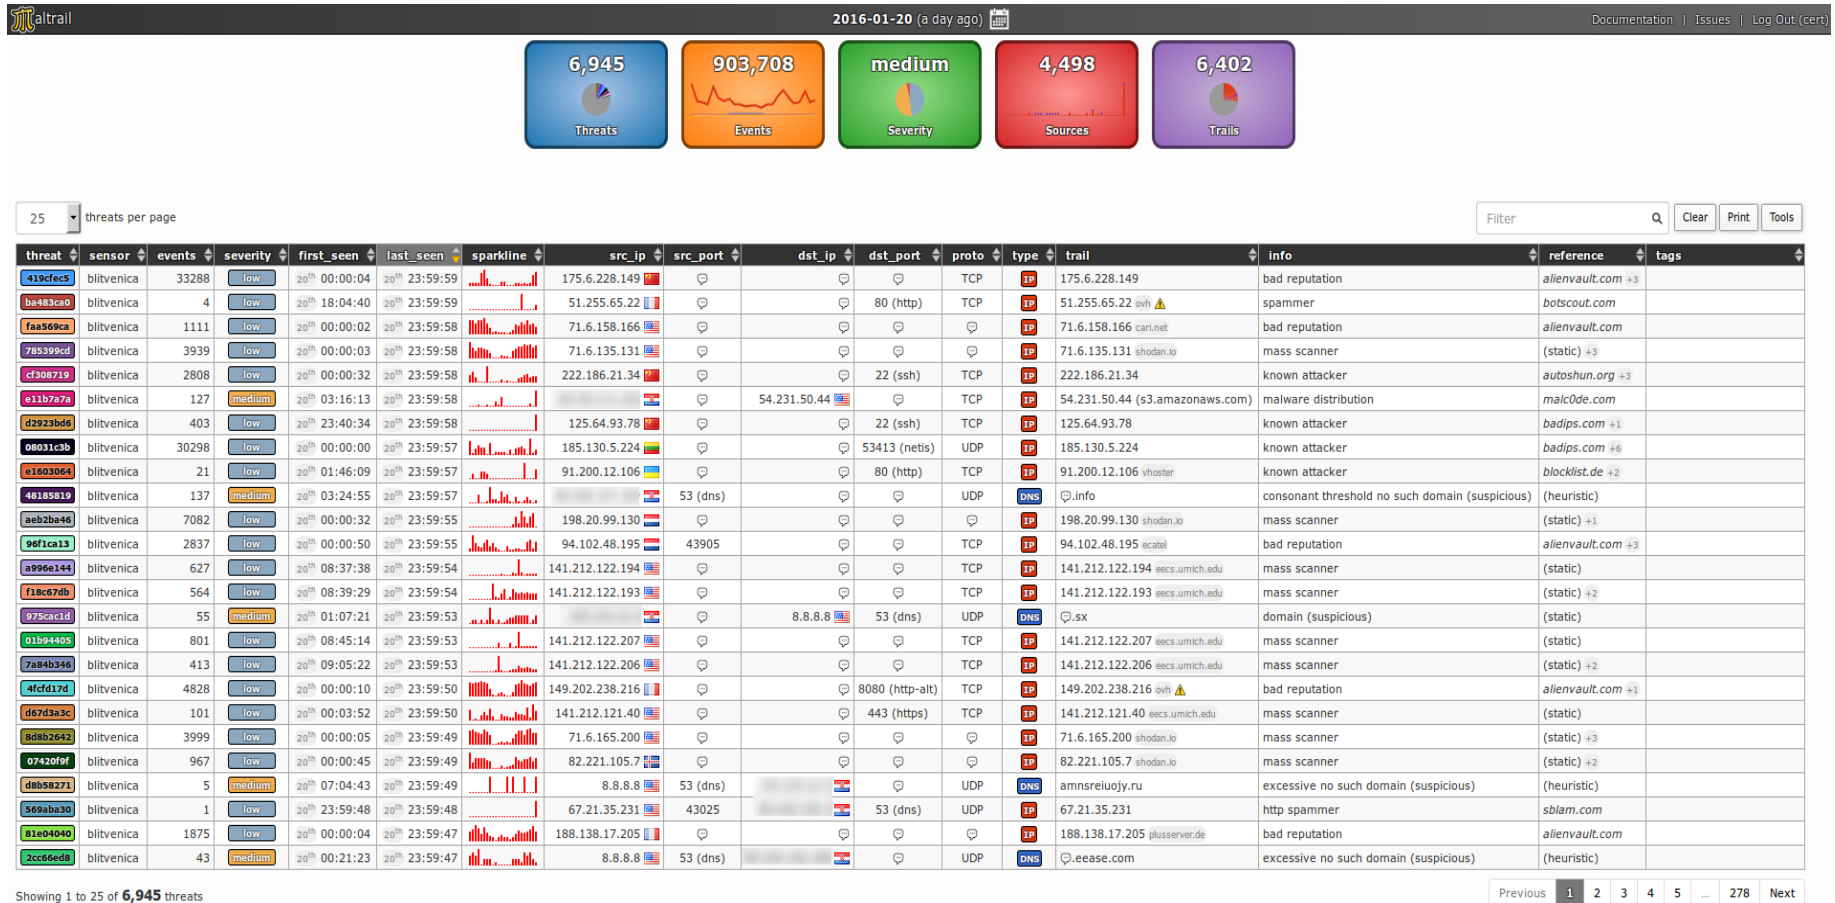 altrail
2016-01-20 (a day ago)
Documentation | Issues | Log Out (cert)
6,945 Threats
903,708 Events
medium Severity
4,498 Sources
6,402 Trails
25 threats per page
Filter Clear Print Tools
threat sensor events severity first_seen last_seen sparkline src_ip src_port dst_ip dst_port proto type trail info reference tags
419cfec5 blitvenica 33288 low 20th 00:00:04 20th 23:59:59 175.6.228.149 TCP IP 175.6.228.149 bad reputation alienvault.com +3
ba483ca0 blitvenica 4 low 20th 18:04:40 20th 23:59:59 51.255.65.22 80 (http) TCP IP 51.255.65.22 ovh spammer botscout.com
faa569ca blitvenica 1111 low 20th 00:00:02 20th 23:59:58 71.6.158.166 TCP IP 71.6.158.166 cari.net bad reputation alienvault.com
785399cd blitvenica 3939 low 20th 00:00:03 20th 23:59:58 71.6.135.131 IP 71.6.135.131 shodan.io mass scanner (static) +3
cf308719 blitvenica 2808 low 20th 00:00:32 20th 23:59:58 222.186.21.34 22 (ssh) TCP IP 222.186.21.34 known attacker autoshun.org +3
e11b7a7a blitvenica 127 medium 20th 03:16:13 20th 23:59:58 54.231.50.44 TCP IP 54.231.50.44 (s3.amazonaws.com) malware distribution malc0de.com
d2923bd6 blitvenica 403 low 20th 23:40:34 20th 23:59:58 125.64.93.78 22 (ssh) TCP IP 125.64.93.78 known attacker badips.com +1
08031c3b blitvenica 30298 low 20th 00:00:00 20th 23:59:57 185.130.5.224 53413 (netis) UDP IP 185.130.5.224 known attacker badips.com +6
e1603064 blitvenica 21 low 20th 01:46:09 20th 23:59:57 91.200.12.106 80 (http) TCP IP 91.200.12.106 vhoster known attacker blocklist.de +2
48185819 blitvenica 137 medium 20th 03:24:55 20th 23:59:57 53 (dns) UDP DNS .info consonant threshold no such domain (suspicious) (heuristic)
aeb2ba46 blitvenica 7082 low 20th 00:00:32 20th 23:59:55 198.20.99.130 TCP IP 198.20.99.130 shodan.io mass scanner (static) +1
96f1ca13 blitvenica 2837 low 20th 00:00:50 20th 23:59:55 94.102.48.195 43905 TCP IP 94.102.48.195 ecatel bad reputation alienvault.com +3
a996e144 blitvenica 627 low 20th 08:37:38 20th 23:59:54 141.212.122.194 TCP IP 141.212.122.194 eecs.umich.edu mass scanner (static)
f18c67db blitvenica 564 low 20th 08:39:29 20th 23:59:54 141.212.122.193 TCP IP 141.212.122.193 eecs.umich.edu mass scanner (static) +2
975cac1d blitvenica 55 medium 20th 01:07:21 20th 23:59:53 8.8.8.8 53 (dns) UDP DNS .sx domain (suspicious) (static)
01b94405 blitvenica 801 low 20th 08:45:14 20th 23:59:53 141.212.122.207 TCP IP 141.212.122.207 eecs.umich.edu mass scanner (static)
7a84b346 blitvenica 413 low 20th 09:05:22 20th 23:59:53 141.212.122.206 TCP IP 141.212.122.206 eecs.umich.edu mass scanner (static) +2
4fcfd17d blitvenica 4828 low 20th 00:00:10 20th 23:59:50 149.202.238.216 8080 (http-alt) TCP IP 149.202.238.216 ovh bad reputation alienvault.com +1
d67d3a3c blitvenica 101 low 20th 00:03:52 20th 23:59:50 141.212.121.40 443 (https) TCP IP 141.212.121.40 eecs.umich.edu mass scanner (static)
8d8b2642 blitvenica 3999 low 20th 00:00:05 20th 23:59:49 71.6.165.200 IP 71.6.165.200 shodan.io mass scanner (static) +3
07420f9f blitvenica 967 low 20th 00:00:45 20th 23:59:49 82.221.105.7 IP 82.221.105.7 shodan.io mass scanner (static) +2
d8b58271 blitvenica 5 medium 20th 07:04:43 20th 23:59:49 8.8.8.8 53 (dns) UDP DNS amnsreiuojy.ru excessive no such domain (suspicious) (heuristic)
569aba30 blitvenica 1 low 20th 23:59:48 20th 23:59:48 67.21.35.231 43025 53 (dns) UDP IP 67.21.35.231 http spammer sblam.com
81e04040 blitvenica 1875 low 20th 00:00:04 20th 23:59:47 188.138.17.205 TCP IP 188.138.17.205 plusserver.de bad reputation alienvault.com
2cc66ed8 blitvenica 43 medium 20th 00:21:23 20th 23:59:47 8.8.8.8 53 (dns) UDP DNS .eease.com excessive no such domain (suspicious) (heuristic)
Showing 1 to 25 of 6,945 threats
Previous 1 2 3 4 5 ... 278 Next